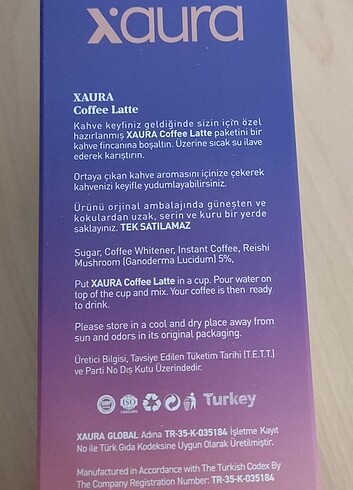 xaura
XAURA
Coffee Latte
Kahve keyfiniz geldiğinde sizin için özel
hazırlanmış XAURA Coffee Latte paketini bir
kahve fincanına boşaltın. Üzerine sıcak su ilave
ederek karıştırın.
Ortaya çıkan kahve aromasını içinize çekerek
kahvenizi keyifle yudumlayabilirsiniz.
Ürünü orjinal ambalajında güneşten ve
kokulardan uzak, serin ve kuru bir yerde
saklayınız. TEK SATILAMAZ
Sugar, Coffee Whitener, Instant Coffee, Reishi
Mushroom (Ganoderma Lucidum) 5%,
Put XAURA Coffee Latte in a cup. Pour water on
top of the cup and mix. Your coffee is then ready
to drink.
Please store in a cool and dry place away from
sun and odors in its original packaging.
Üretici Bilgisi, Tavsiye Edilen Tüketim Tarihi (T.E.T.T.)
ve Parti No Dış Kutu Üzerindedir.
ISO
Turkey
XAURA GLOBAL Adına TR-35-K-035184 İşletme Kayıt
No ile Türk Gıda Kodeksine Uygun Olarak Üretilmiştir.
Manufactured in Accordance with The Turkish Codex By
The Company Registration Number: TR-35-K-035184